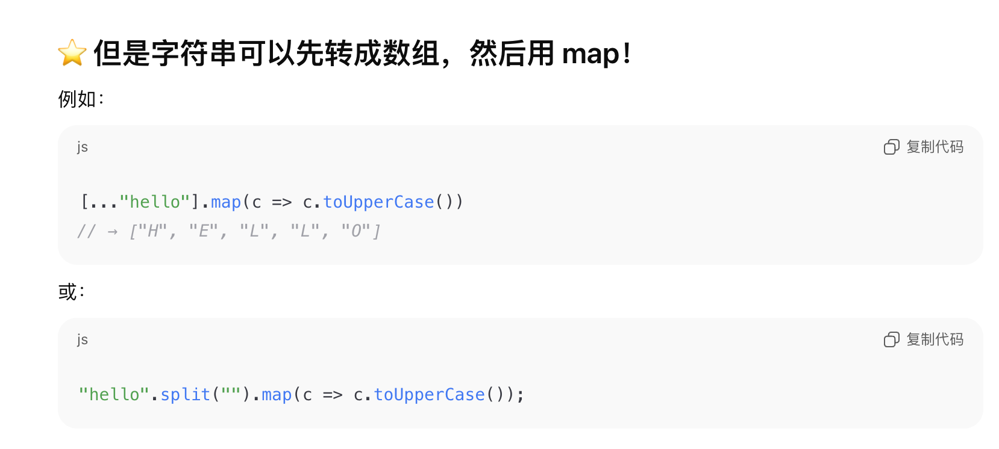 ⭐ 但是字符串可以先转成数组，然后用 map！
例如：
js
复制代码
[..."hello"].map(c => c.toUpperCase())
// → ["H", "E", "L", "L", "O"]
或：
js
复制代码
"hello".split("").map(c => c.toUpperCase());